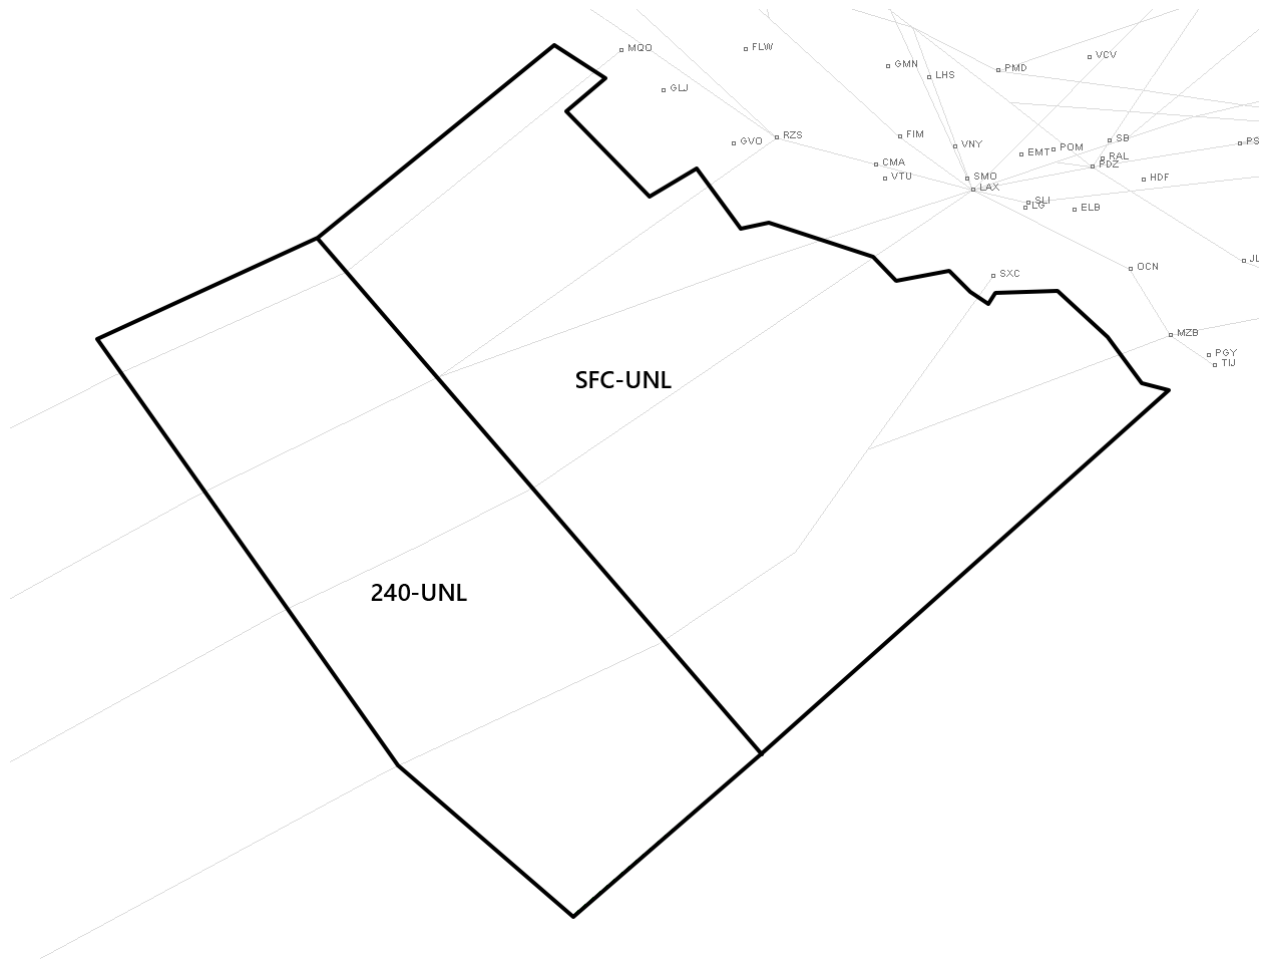 MQO
FLW
VCV
GMN
LHS
PMD
GLJ
GVO
RZS
FIM
VNY
EMT
POM
SB
RAL
PDZ
PS
CMA
VTU
SMO
LAX
HDF
SLI
LG
ELB
SXC
OCN
JL
MZB
PGY
TIJ
SFC-UNL
240-UNL